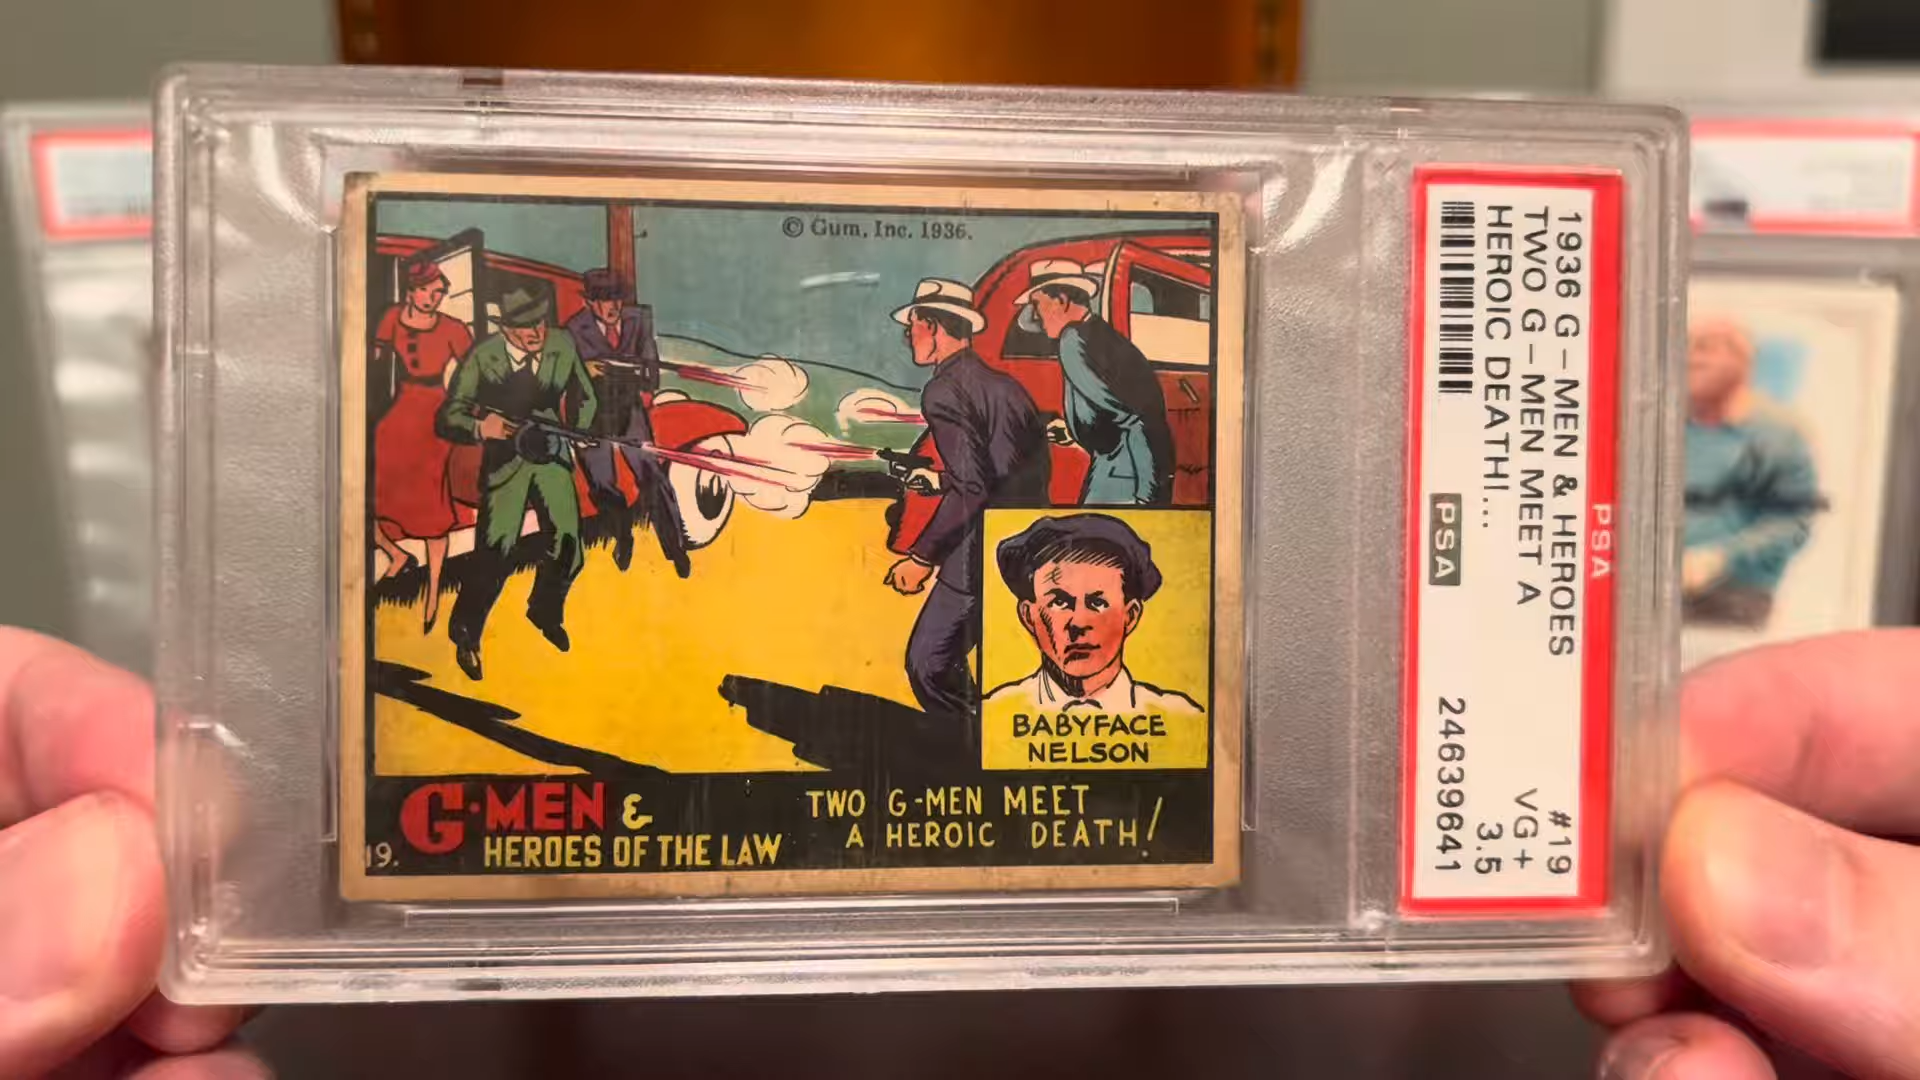 © Gum, Inc. 1936.
BABYFACE
NELSON
G-MEN &
HEROES OF THE LAW
TWO G-MEN MEET
A HEROIC DEATH!
19.
PSA
1936 G-MEN & HEROES #19
TWO G-MEN MEET A VG+
HEROIC DEATH!... 3.5
PSA 24639641